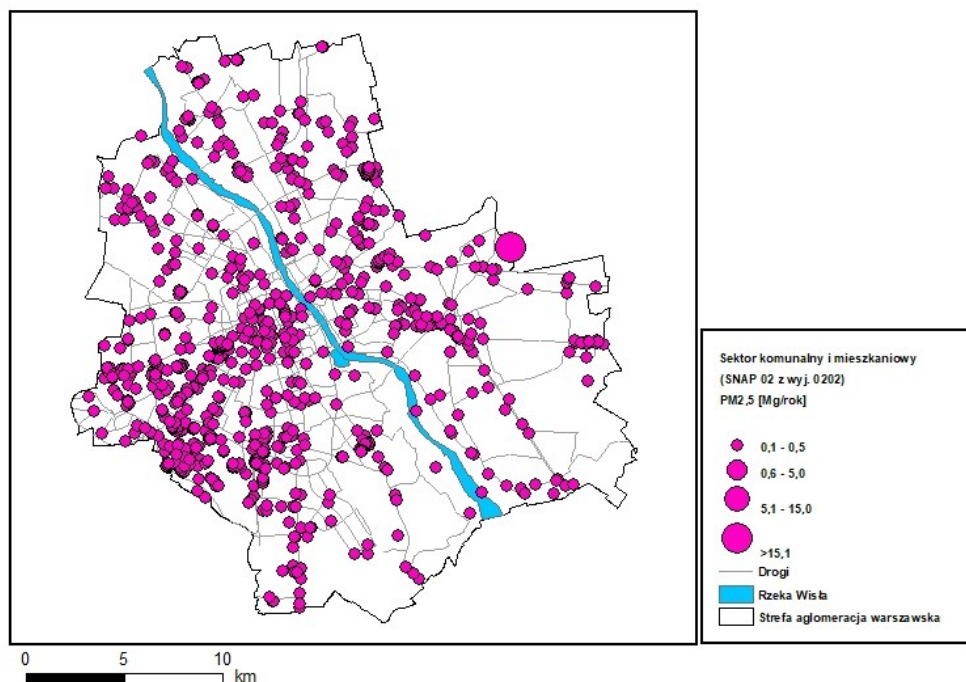 Sektor komunalny i mieszkaniowy
(SNAP 02 z wyj. 0202)
PM2,5 [Mg/rok]
0,1 - 0,5
0,6 - 5,0
5,1 - 15,0
>15,1
Drogi
Rzeka Wisła
Strefa aglomeracja warszawska
0 5 10
km